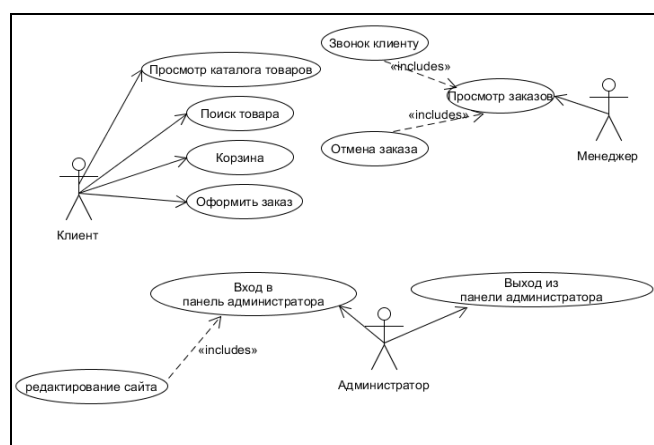 Звонок клиенту
«includes»
Просмотр каталога товаров
Просмотр заказов
Поиск товара
«includes»
Отмена заказа
Менеджер
Корзина
Оформить заказ
Клиент
Вход в
панель администратора
Выход из
панели администратора
«includes»
редактирование сайта
Администратор